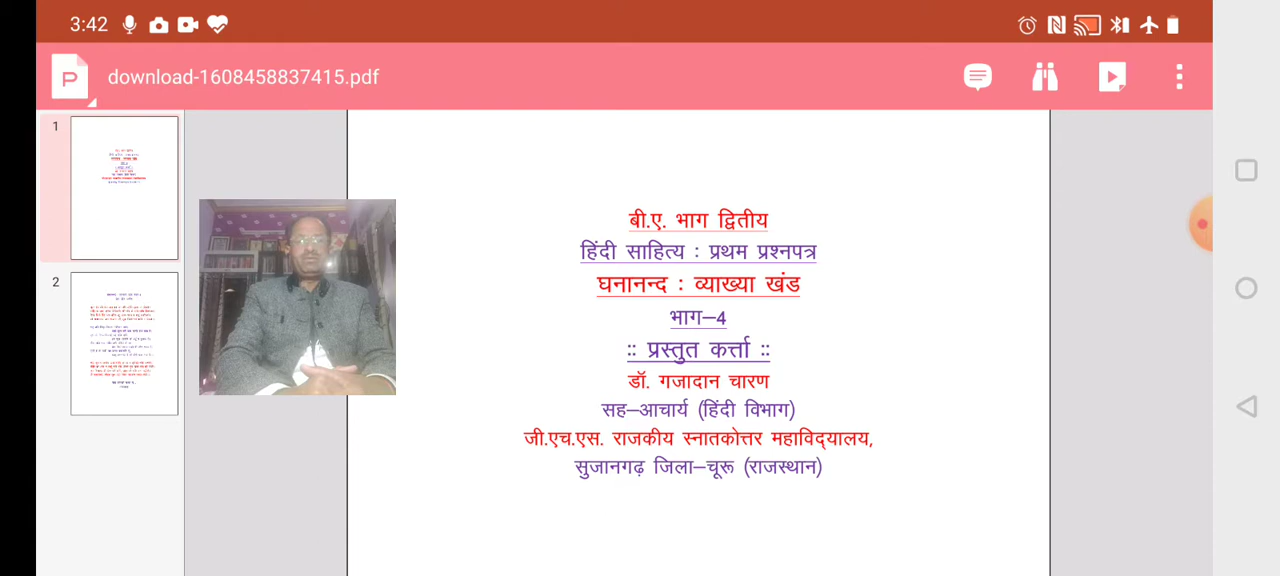 3:42
download-1608458837415.pdf
1
बी.ए. भाग द्वितीय
हिंदी साहित्य : प्रथम प्रश्नपत्र
घनानन्द : व्याख्या खंड
भाग–4
:: प्रस्तुत कर्त्ता ::
डॉ. गजादान चारण
सह–आचार्य (हिंदी विभाग)
जी.एच.एस. राजकीय स्नातकोत्तर महाविद्यालय,
सुजानगढ़ जिला–चूरू (राजस्थान)
2